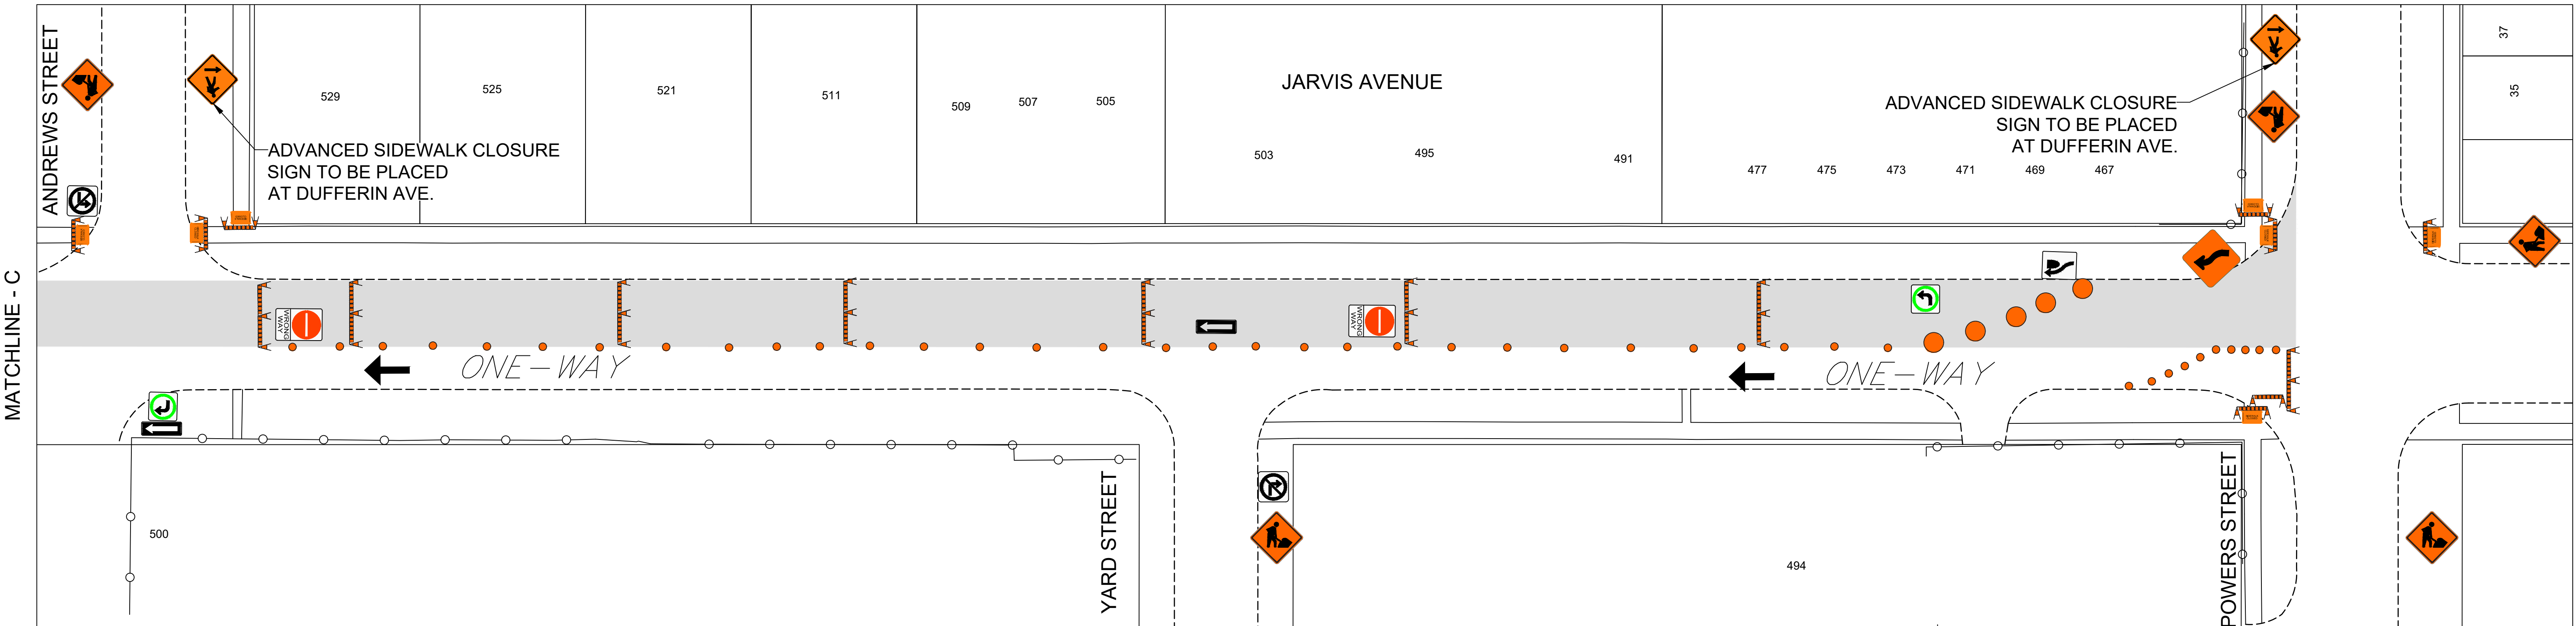 ANDREWS STREET
MATCHLINE - C
529
525
521
511
509
507
505
JARVIS AVENUE
503
495
491
477
475
473
471
469
467
37
35
ADVANCED SIDEWALK CLOSURE
SIGN TO BE PLACED
AT DUFFERIN AVE.
ADVANCED SIDEWALK CLOSURE
SIGN TO BE PLACED
AT DUFFERIN AVE.
WRONG
WAY
WRONG
WAY
ONE-WAY
ONE-WAY
500
YARD STREET
494
POWERS STREET